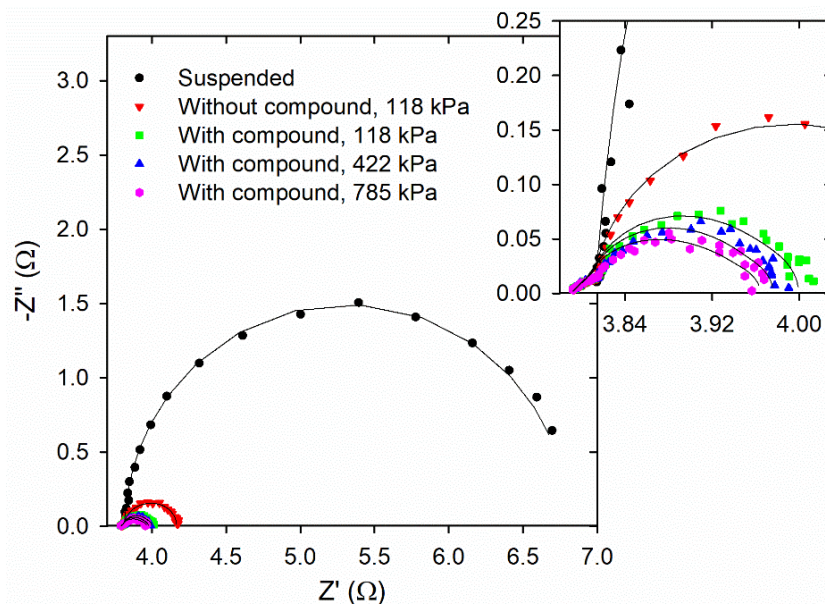 0.25
0.20
0.15
0.10
0.05
0.00
3.84 3.92 4.00
3.0
2.5
2.0
1.5
1.0
0.5
0.0
-Z" (Ω)
Suspended
Without compound, 118 kPa
With compound, 118 kPa
With compound, 422 kPa
With compound, 785 kPa
4.0 4.5 5.0 5.5 6.0 6.5 7.0
Z' (Ω)